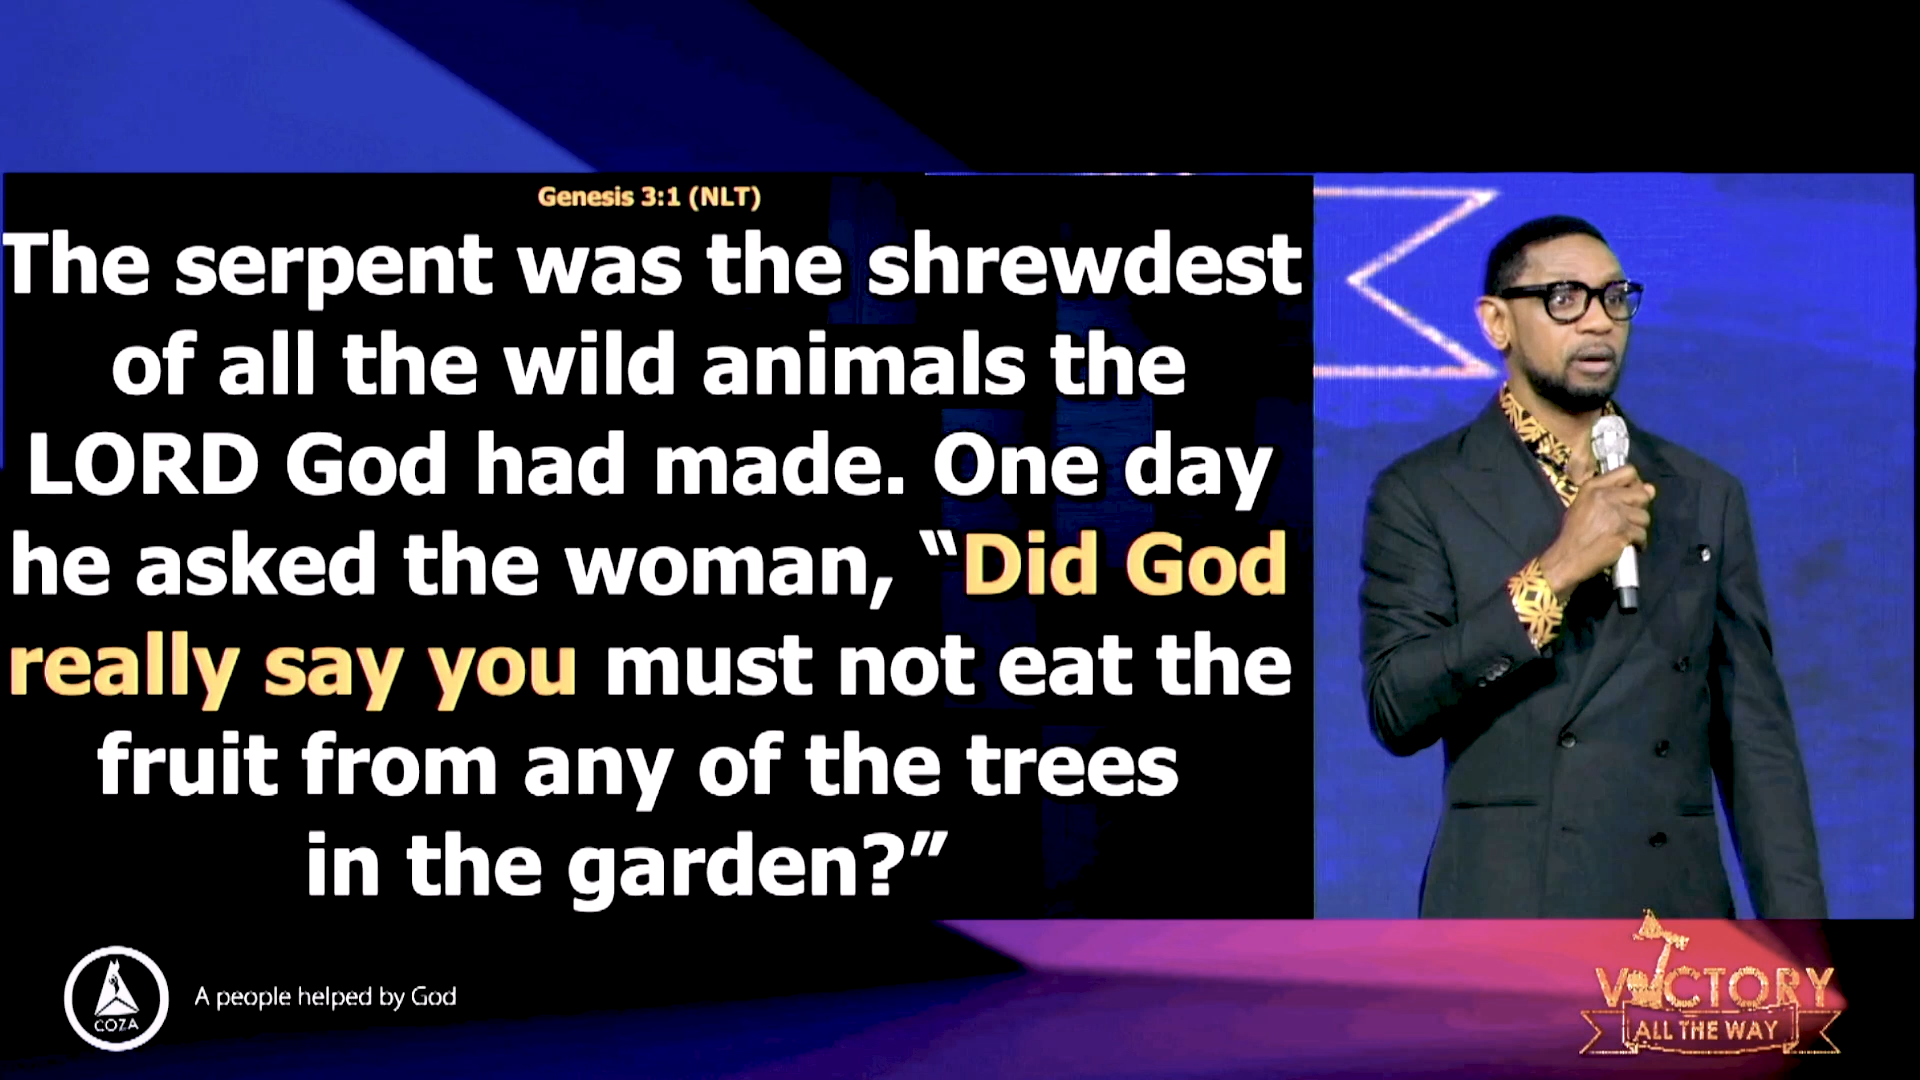 Genesis 3:1 (NLT)
The serpent was the shrewdest
of all the wild animals the
LORD God had made. One day
he asked the woman, “Did God
really say you must not eat the
fruit from any of the trees
in the garden?”
COZA
A people helped by God
VICTORY
ALL THE WAY